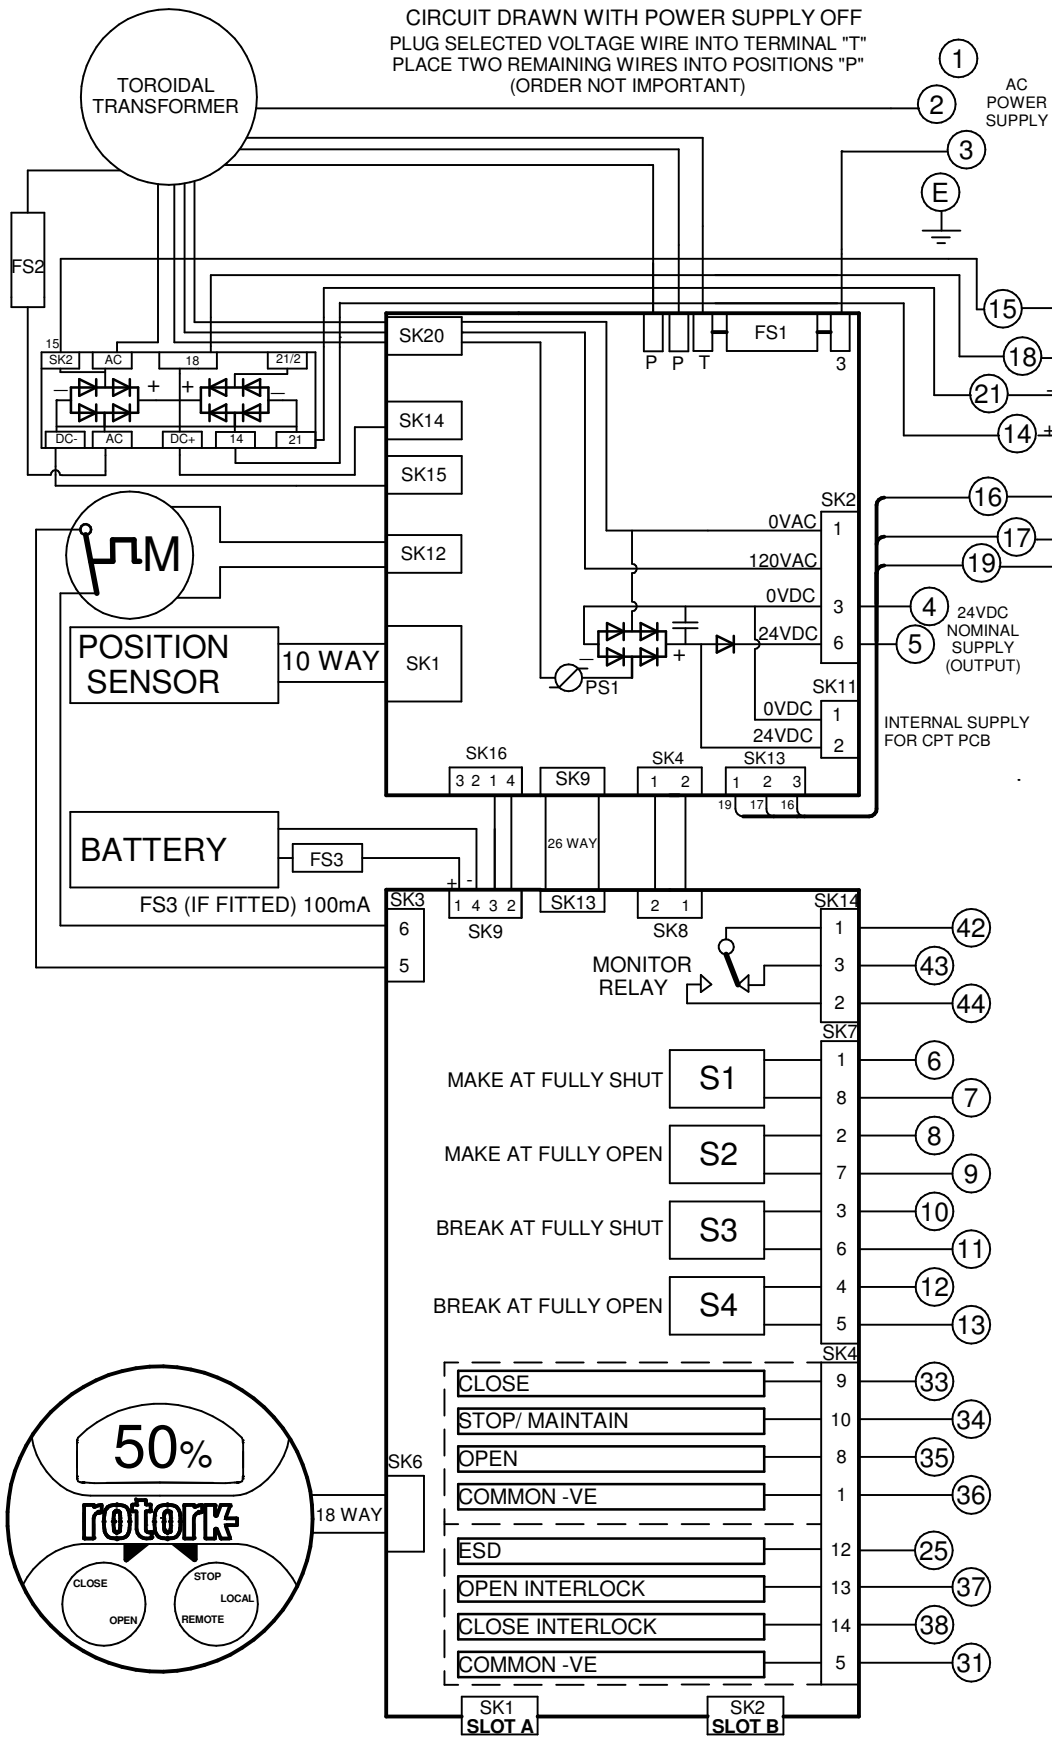 CIRCUIT DRAWN WITH POWER SUPPLY OFF
PLUG SELECTED VOLTAGE WIRE INTO TERMINAL "T"
PLACE TWO REMAINING WIRES INTO POSITIONS "P"
(ORDER NOT IMPORTANT)
TOROIDAL
TRANSFORMER
1
2
3
E
AC
POWER
SUPPLY
FS2
15
SK2
AC
18
21/2
−
+
+
−
DC-
AC
DC+
14
21
SK20
P
P
T
FS1
3
15
18
21
-
14
+
SK14
SK15
M
SK12
SK2
0VAC
1
120VAC
0VDC
3
24VDC
6
−
+
PS1
16
17
19
4
5
24VDC
NOMINAL
SUPPLY
(OUTPUT)
POSITION
SENSOR
10 WAY
SK1
SK11
0VDC
1
24VDC
2
INTERNAL SUPPLY
FOR CPT PCB
SK16
3 2 1 4
SK9
SK4
1 2
SK13
1 2 3
19 17 16
BATTERY
FS3
26 WAY
FS3 (IF FITTED) 100mA
+ -
SK3
6
5
1 4 3 2
SK9
SK13
2 1
SK8
SK14
MONITOR
RELAY
1
42
3
43
2
44
SK7
MAKE AT FULLY SHUT
S1
1
6
8
7
MAKE AT FULLY OPEN
S2
2
8
7
9
BREAK AT FULLY SHUT
S3
3
10
6
11
BREAK AT FULLY OPEN
S4
4
12
5
13
SK4
CLOSE
9
33
STOP/ MAINTAIN
10
34
OPEN
8
35
COMMON -VE
1
36
ESD
12
25
OPEN INTERLOCK
13
37
CLOSE INTERLOCK
14
38
COMMON -VE
5
31
50%
rotork
CLOSE
OPEN
STOP
LOCAL
REMOTE
18 WAY
SK6
SK1
SLOT A
SK2
SLOT B